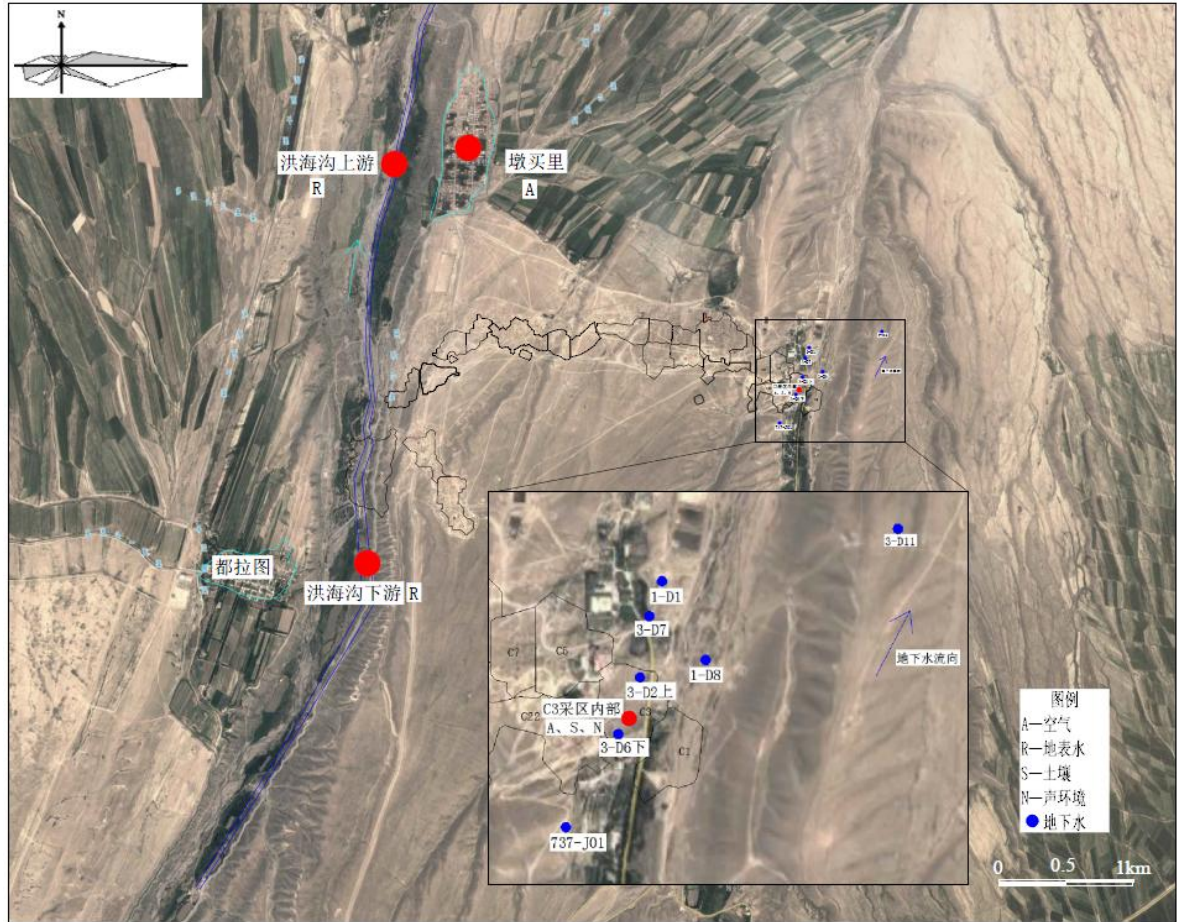 N
洪海沟上游
R
墩买里
A
都拉图
洪海沟下游 R
3-D11
1-D1
3-D7
地下水流向
1-D8
C7
C5
3-D2上
C3采区内部
A、S、N
C22
C3
3-D6下
C1
737-J01
图例
A—空气
R—地表水
S—土壤
N—声环境
地下水
0 0.5 1km